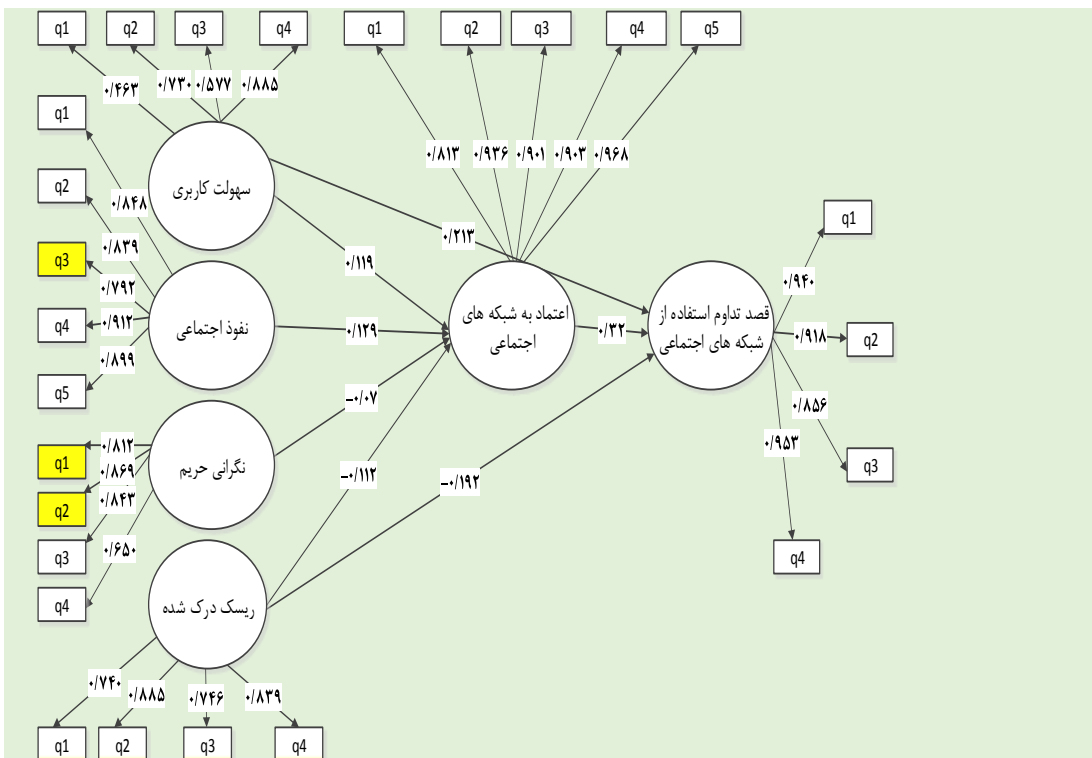 q1
q2
q3
q4
q1
q2
q3
q4
q5
۰/۴۶۳
۰/۷۳۰
۰/۵۷۷
۰/۸۸۵
q1
q2
q3
q4
q5
۰/۸۴۸
۰/۸۳۹
۰/۷۹۲
۰/۹۱۲
۰/۸۹۹
سهولت کاربری
نفوذ اجتماعی
۰/۸۱۳
۰/۹۳۶
۰/۹۰۱
۰/۹۰۳
۰/۹۶۸
۰/۲۱۳
۰/۱۱۹
۰/۱۲۹
-۰/۰۷
-۰/۱۱۲
-۰/۱۹۲
۰/۳۲
اعتماد به شبکه های
اجتماعی
قصد تداوم استفاده از
شبکه های اجتماعی
q1
۰/۹۴۰
۰/۹۱۸
q2
۰/۸۵۶
۰/۹۵۳
q3
q4
q1
q2
q3
q4
۰/۸۱۲
۰/۸۶۹
۰/۸۴۳
۰/۶۵۰
نگرانی حریم
ریسک درک شده
۰/۷۴۰
۰/۸۸۵
۰/۷۴۶
۰/۸۳۹
q1
q2
q3
q4